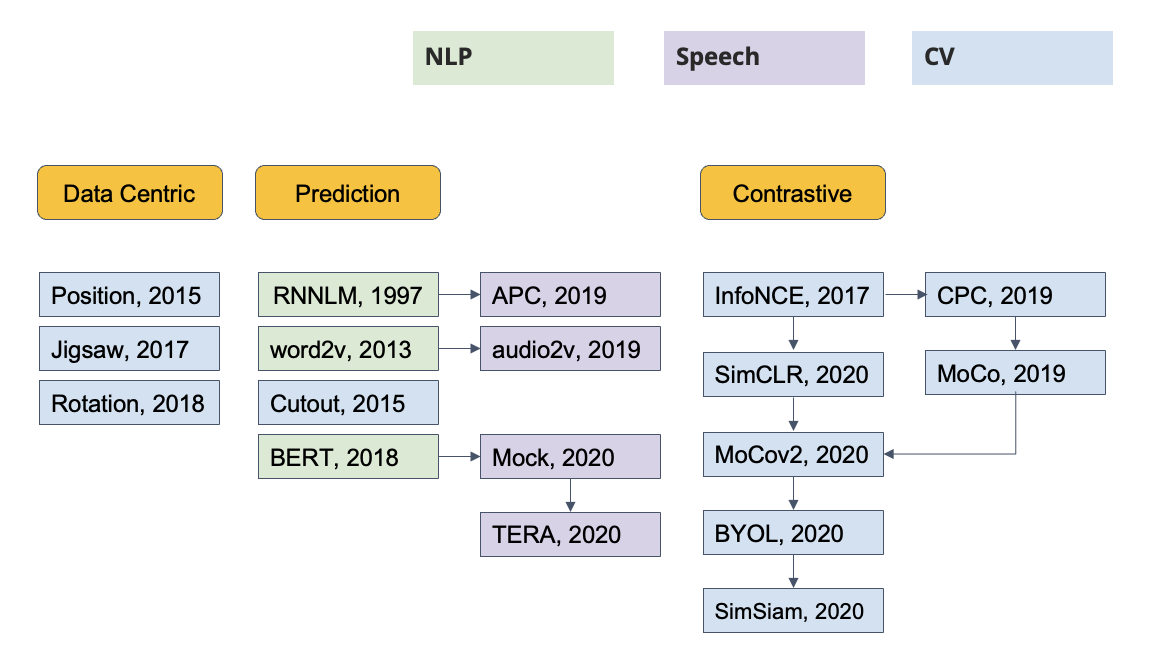 NLP
Speech
CV
Data Centric
Prediction
Contrastive
Position, 2015
Jigsaw, 2017
Rotation, 2018
RNNLM, 1997
word2v, 2013
Cutout, 2015
BERT, 2018
APC, 2019
audio2v, 2019
Mock, 2020
TERA, 2020
InfoNCE, 2017
SimCLR, 2020
MoCov2, 2020
BYOL, 2020
SimSiam, 2020
CPC, 2019
MoCo, 2019